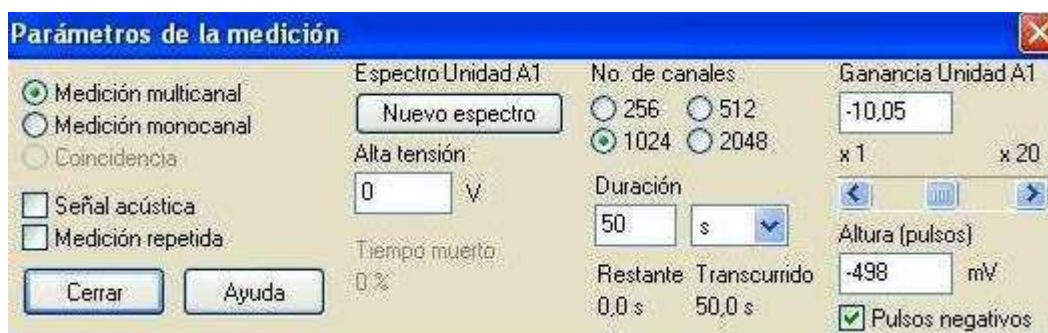 Parámetros de la medición
Medición multicanal
Medición monocanal
Coincidencia
Señal acústica
Medición repetida
Cerrar Ayuda
Espectro Unidad A1
Nuevo espectro
Alta tensión
0 V
Tiempo muerto
0 %
No. de canales
256 512
1024 2048
Duración
50 s
Restante Transcurrido
0,0 s 50,0 s
Ganancia Unidad A1
-10,05
x 1 x 20
Altura (pulsos)
-498 mV
Pulsos negativos